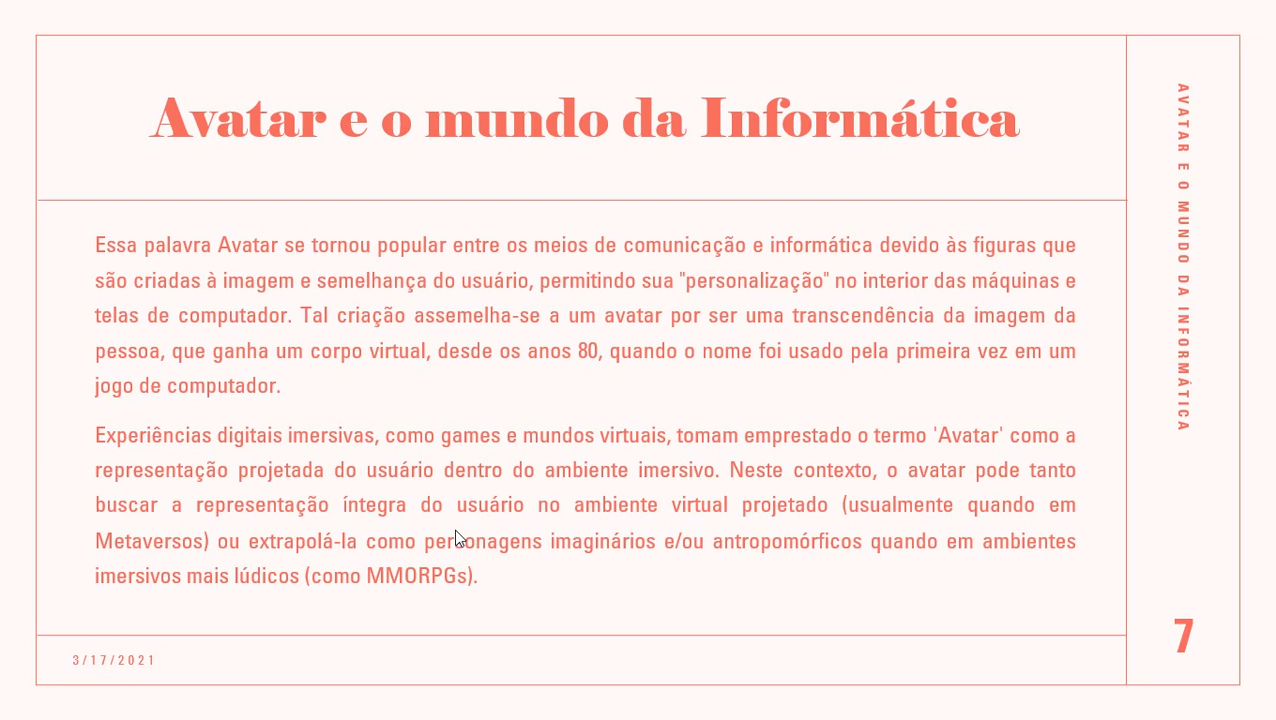 Avatar e o mundo da Informática
Essa palavra Avatar se tornou popular entre os meios de comunicação e informática devido às figuras que
são criadas à imagem e semelhança do usuário, permitindo sua "personalização" no interior das máquinas e
telas de computador. Tal criação assemelha-se a um avatar por ser uma transcendência da imagem da
pessoa, que ganha um corpo virtual, desde os anos 80, quando o nome foi usado pela primeira vez em um
jogo de computador.
Experiências digitais imersivas, como games e mundos virtuais, tomam emprestado o termo 'Avatar' como a
representação projetada do usuário dentro do ambiente imersivo. Neste contexto, o avatar pode tanto
buscar a representação íntegra do usuário no ambiente virtual projetado (usualmente quando em
Metaversos) ou extrapolá-la como personagens imaginários e/ou antropomórficos quando em ambientes
imersivos mais lúdicos (como MMORPGs).
3/17/2021
AVATAR E O MUNDO DA INFORMÁTICA
7